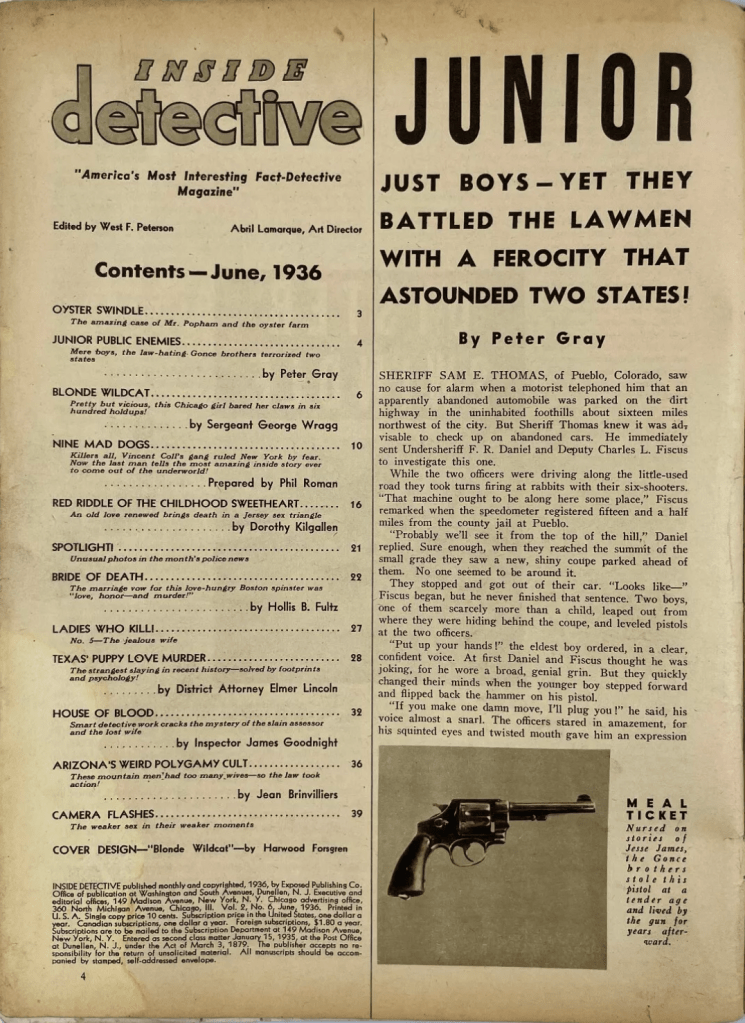 INSIDE
detective
"America's Most Interesting Fact-Detective
Magazine"
Edited by West F. Peterson Abril Lamarque, Art Director
Contents—June, 1936
OYSTER SWINDLE........................................ 3
The amazing case of Mr. Popham and the oyster farm
JUNIOR PUBLIC ENEMIES................................ 4
Mere boys, the law-hating Gonce brothers terrorized two
states
.........................by Peter Gray
BLONDE WILDCAT....................................... 6
Pretty but vicious, this Chicago girl bared her claws in six
hundred holdups!
.............by Sergeant George Wragg
NINE MAD DOGS........................................ 10
Killers all, Vincent Coll's gang ruled New York by fear.
Now the last man tells the most amazing inside story ever
to come out of the underworld!
................Prepared by Phil Roman
RED RIDDLE OF THE CHILDHOOD SWEETHEART........ 16
An old love renewed brings death in a Jersey sex triangle
....................by Dorothy Kilgallen
SPOTLIGHT! .......................................... 21
Unusual photos in the month's police news
BRIDE OF DEATH....................................... 22
The marriage vow for this love-hungry Boston spinster was
"love, honor—and murder!"
.......................by Hollis B. Fultz
LADIES WHO KILL!..................................... 27
No. 5—The jealous wife
TEXAS' PUPPY LOVE MURDER............................ 28
The strangest slaying in recent history—solved by footprints
and psychology!
.........by District Attorney Elmer Lincoln
HOUSE OF BLOOD...................................... 32
Smart detective work cracks the mystery of the slain assessor
and the lost wife
............by Inspector James Goodnight
ARIZONA'S WEIRD POLYGAMY CULT...................... 36
These mountain men had too many wives—so the law took
action!
.....................by Jean Brinvilliers
CAMERA FLASHES...................................... 39
The weaker sex in their weaker moments
COVER DESIGN—"Blonde Wildcat"—by Harwood Forsgren
INSIDE DETECTIVE published monthly and copyrighted, 1936, by Exposed Publishing Co.
Office of publication at Washington and South Avenues, Dunellen, N. J. Executive and
editorial offices, 149 Madison Avenue, New York, N. Y. Chicago advertising office,
360 North Michigan Avenue, Chicago, Ill. Vol. 2, No. 6, June, 1936. Printed in
U. S. A. Single copy price 10 cents. Subscription price in the United States, one dollar a
year. Canadian subscriptions, one dollar a year. Foreign subscriptions, $1.80 a year.
Subscriptions are to be mailed to the Subscription Department at 149 Madison Avenue,
New York, N. Y. Entered as second class matter January 15, 1935, at the Post Office
at Dunellen, N. J., under the Act of March 3, 1879. The publisher accepts no re-
sponsibility for the return of unsolicited material. All manuscripts should be accom-
panied by stamped, self-addressed envelope.
4
JUNIOR
JUST BOYS—YET THEY
BATTLED THE LAWMEN
WITH A FEROCITY THAT
ASTOUNDED TWO STATES!
By Peter Gray
SHERIFF SAM E. THOMAS, of Pueblo, Colorado, saw
no cause for alarm when a motorist telephoned him that an
apparently abandoned automobile was parked on the dirt
highway in the uninhabited foothills about sixteen miles
northwest of the city. But Sheriff Thomas knew it was ad-
visable to check up on abandoned cars. He immediately
sent Undersheriff F. R. Daniel and Deputy Charles L. Fiscus
to investigate this one.
While the two officers were driving along the little-used
road they took turns firing at rabbits with their six-shooters.
"That machine ought to be along here some place," Fiscus
remarked when the speedometer registered fifteen and a half
miles from the county jail at Pueblo.
"Probably we'll see it from the top of the hill," Daniel
replied. Sure enough, when they reached the summit of the
small grade they saw a new, shiny coupe parked ahead of
them. No one seemed to be around it.
They stopped and got out of their car. "Looks like—"
Fiscus began, but he never finished that sentence. Two boys,
one of them scarcely more than a child, leaped out from
where they were hiding behind the coupe, and leveled pistols
at the two officers.
"Put up your hands!" the eldest boy ordered, in a clear,
confident voice. At first Daniel and Fiscus thought he was
joking, for he wore a broad, genial grin. But they quickly
changed their minds when the younger boy stepped forward
and flipped back the hammer on his pistol.
"If you make one damn move, I'll plug you!" he said, his
voice almost a snarl. The officers stared in amazement, for
his squinted eyes and twisted mouth gave him an expression
MEAL
TICKET
Nursed on
stories of
Jesse James,
the Gonce
brothers
stole this
pistol at a
tender age
and lived by
the gun for
years after-
ward.